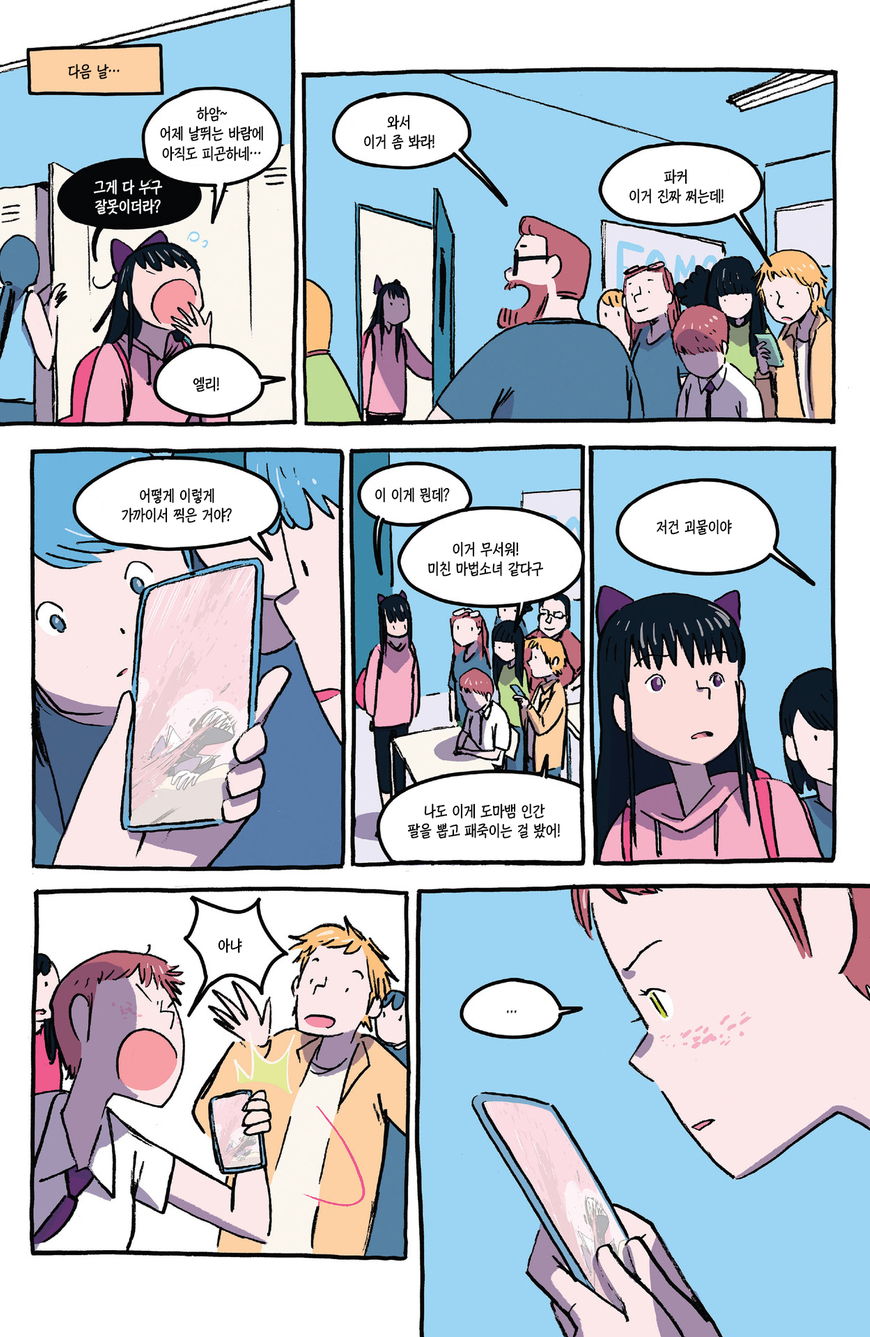 다음 날…
하암~
어제 날뛰는 바람에
아직도 피곤하네…
그게 다 누구
잘못이더라?
엘리!
와서
이거 좀 봐라!
파커
이거 진짜 쩌는데!
어떻게 이렇게
가까이서 찍은 거야?
이 이게 뭔데?
이거 무서워!
미친 마법소녀 같다구
나도 이게 도마뱀 인간
팔을 뽑고 패죽이는 걸 봤어!
저건 괴물이야
아냐
…